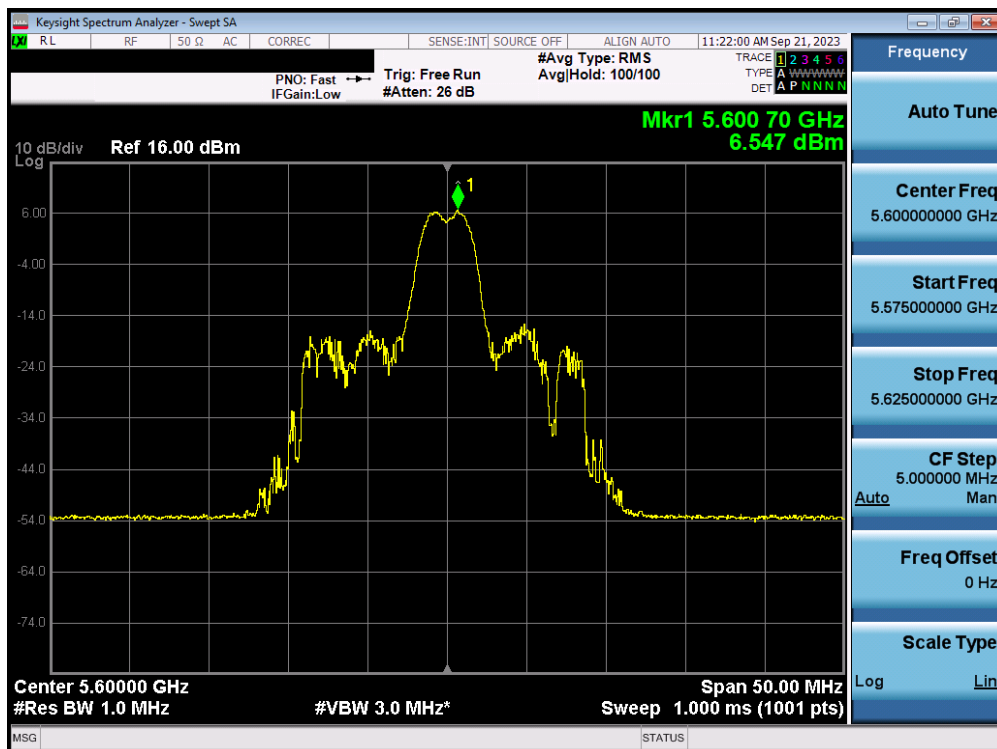 Keysight Spectrum Analyzer - Swept SA
LXI RL RF 50 Ω AC CORREC SENSE:INT SOURCE OFF ALIGN AUTO 11:22:00 AM Sep 21, 2023
PNO: Fast
IFGain:Low
Trig: Free Run
#Atten: 26 dB
#Avg Type: RMS
Avg|Hold: 100/100
TRACE 1 2 3 4 5 6
TYPE A WWWWW
DET A P N N N N
Mkr1 5.600 70 GHz
6.547 dBm
10 dB/div
Log
Ref 16.00 dBm
1
6.00
-4.00
-14.0
-24.0
-34.0
-44.0
-54.0
-64.0
-74.0
Center 5.60000 GHz
Span 50.00 MHz
#Res BW 1.0 MHz
#VBW 3.0 MHz*
Sweep 1.000 ms (1001 pts)
MSG
STATUS
Frequency
Auto Tune
Center Freq
5.600000000 GHz
Start Freq
5.575000000 GHz
Stop Freq
5.625000000 GHz
CF Step
5.000000 MHz
Auto Man
Freq Offset
0 Hz
Scale Type
Log Lin